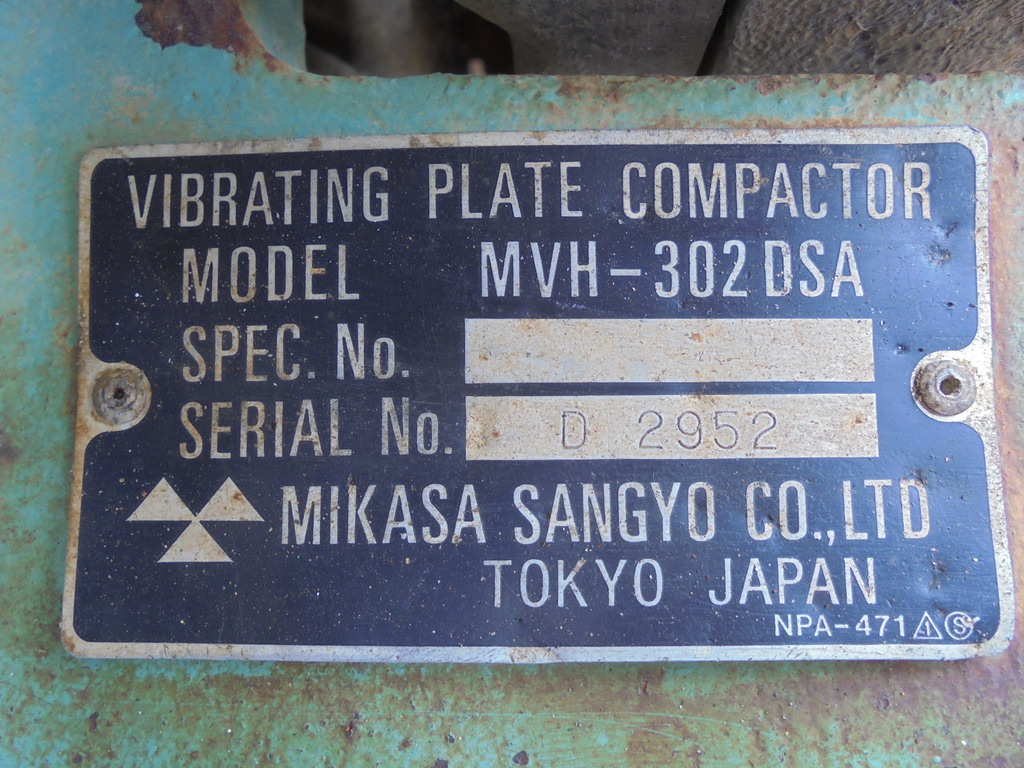 VIBRATING PLATE COMPACTOR
MODEL MVH-302DSA
SPEC. No.
SERIAL No. D 2952
MIKASA SANGYO CO.,LTD
TOKYO JAPAN
NPA-471 1 S